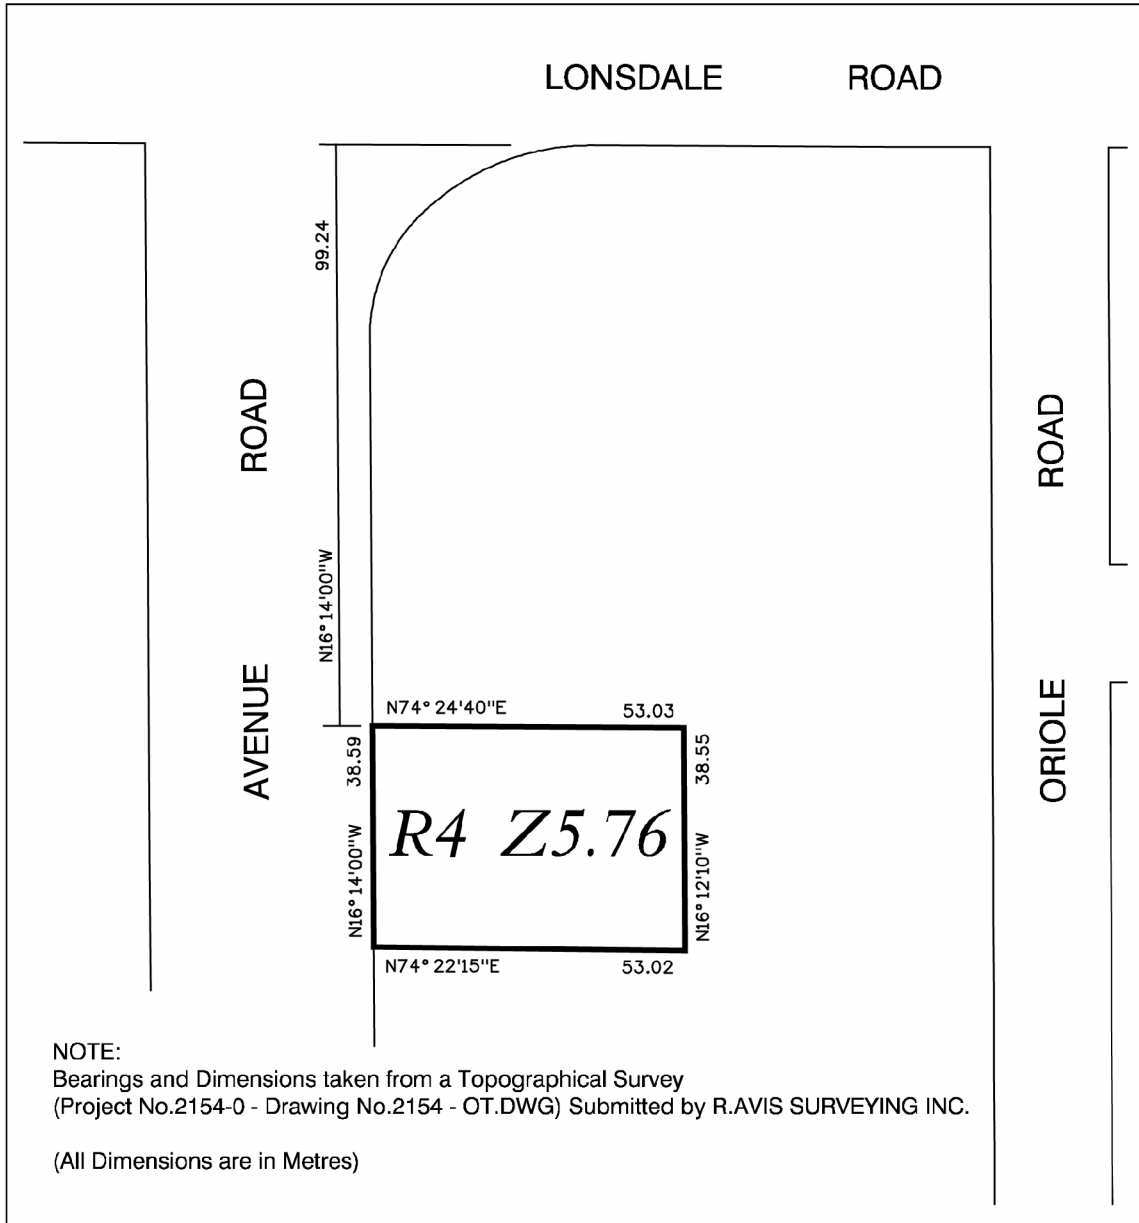 LONSDALE ROAD
99.24
AVENUE ROAD
ORIOLE ROAD
N16°14'00"W
N74° 24'40"E 53.03
38.59
38.55
R4 Z5.76
N16°14'00"W
N16°12'10"W
N74° 22'15"E 53.02
NOTE:
Bearings and Dimensions taken from a Topographical Survey
(Project No.2154-0 - Drawing No.2154 - OT.DWG) Submitted by R.AVIS SURVEYING INC.
(All Dimensions are in Metres)